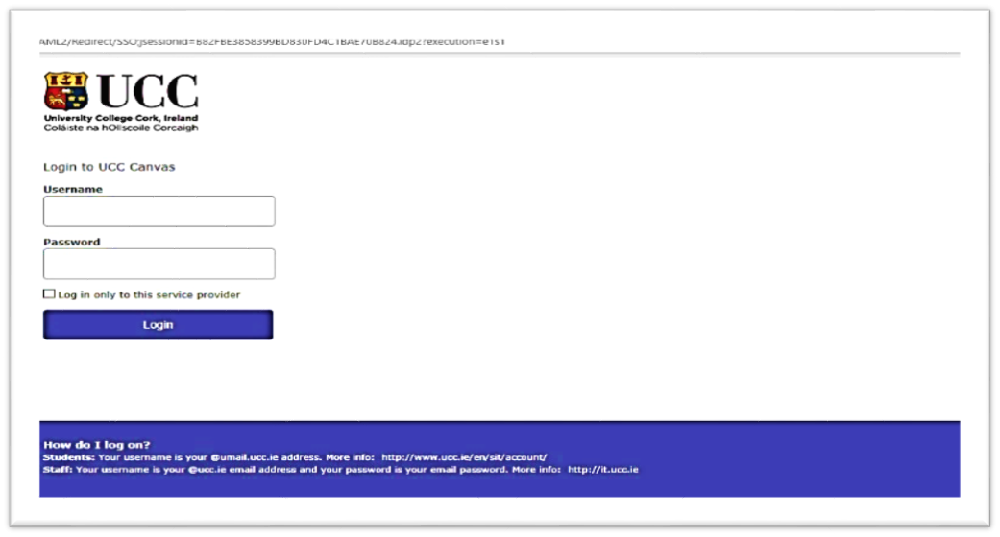 AML2/Redirect/SSO;jsessionid=B82FBE3858399BD830FD4C1BAE70B824.idp2?execution=e1s1
UCC
University College Cork, Ireland
Coláiste na hOllscoile Corcaigh
Login to UCC Canvas
Username
Password
Log in only to this service provider
Login
How do I log on?
Students: Your username is your @umail.ucc.ie address. More info: http://www.ucc.ie/en/sit/account/
Staff: Your username is your @ucc.ie email address and your password is your email password. More info: http://it.ucc.ie